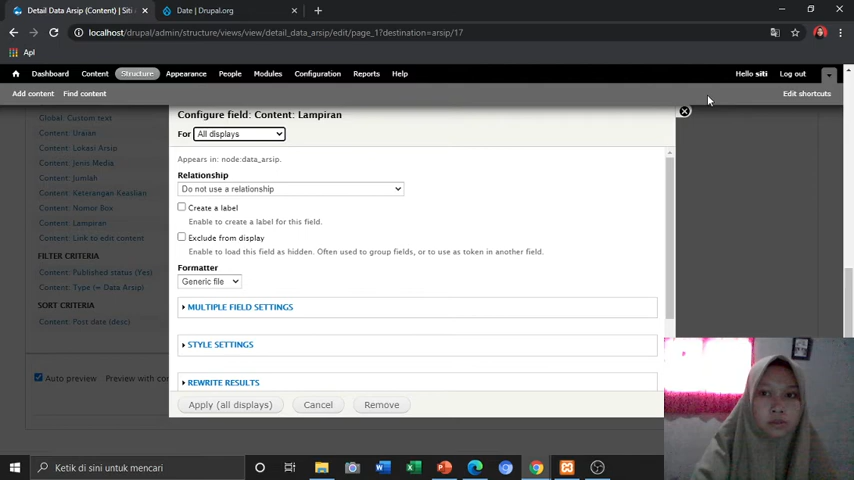 Detail Data Arsip (Content) | Siti
Date | Drupal.org
localhost/drupal/admin/structure/views/view/detail_data_arsip/edit/page_1?destination=arsip/17
Apl
Dashboard Content Structure Appearance People Modules Configuration Reports Help Hello siti Log out
Add content Find content Edit shortcuts
Global: Custom text
Content: Uraian
Content: Lokasi Arsip
Content: Jenis Media
Content: Jumlah
Content: Keterangan Keaslian
Content: Nomor Box
Content: Lampiran
Content: Link to edit content
FILTER CRITERIA
Content: Published status (Yes)
Content: Type (= Data Arsip)
SORT CRITERIA
Content: Post date (desc)
Auto preview Preview with con
Configure field: Content: Lampiran
For All displays
Appears in: node:data_arsip.
Relationship
Do not use a relationship
Create a label
Enable to create a label for this field.
Exclude from display
Enable to load this field as hidden. Often used to group fields, or to use as token in another field.
Formatter
Generic file
MULTIPLE FIELD SETTINGS
STYLE SETTINGS
REWRITE RESULTS
Apply (all displays) Cancel Remove
Ketik di sini untuk mencari